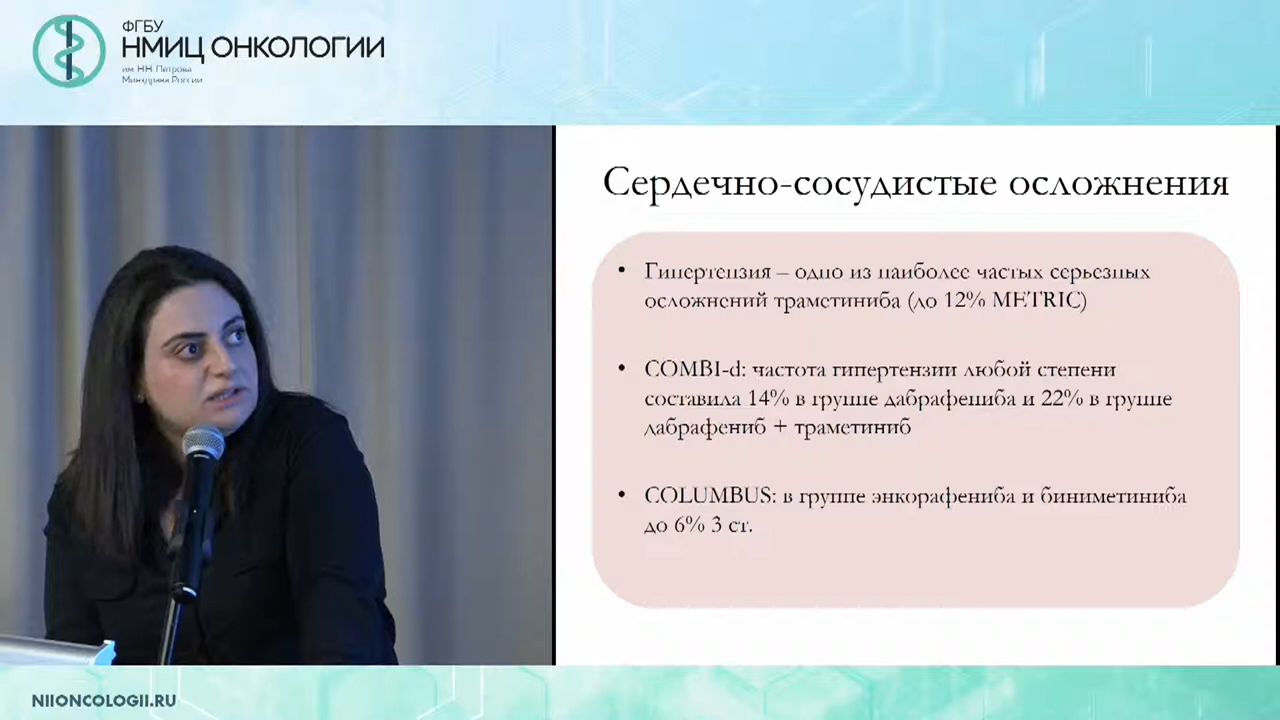 ФГБУ
НМИЦ ОНКОЛОГИИ
им НН Петрова
Минздрава России
Сердечно-сосудистые осложнения
• Гипертензия – одно из наиболее частых серьезных
осложнений траметиниба (до 12% METRIC)
• COMBI-d: частота гипертензии любой степени
составила 14% в группе дабрафениба и 22% в группе
дабрафениб + траметиниб
• COLUMBUS: в группе энкорафениба и биниметиниба
до 6% 3 ст.
NIIONCOLOGII.RU